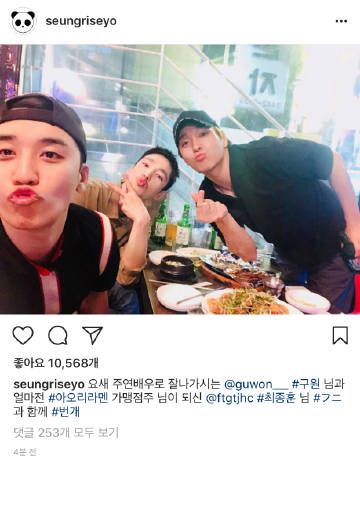 seungriseyo
좋아요 10,568개
seungriseyo 요새 주연배우로 잘나가시는 @guwon__ #구원 님과
얼마전 #아오리라멘 가맹점주 님이 되신 @ftgtjhc #최종훈 님 #フニ
과 함께 #번개
댓글 253개 모두 보기
4분 전